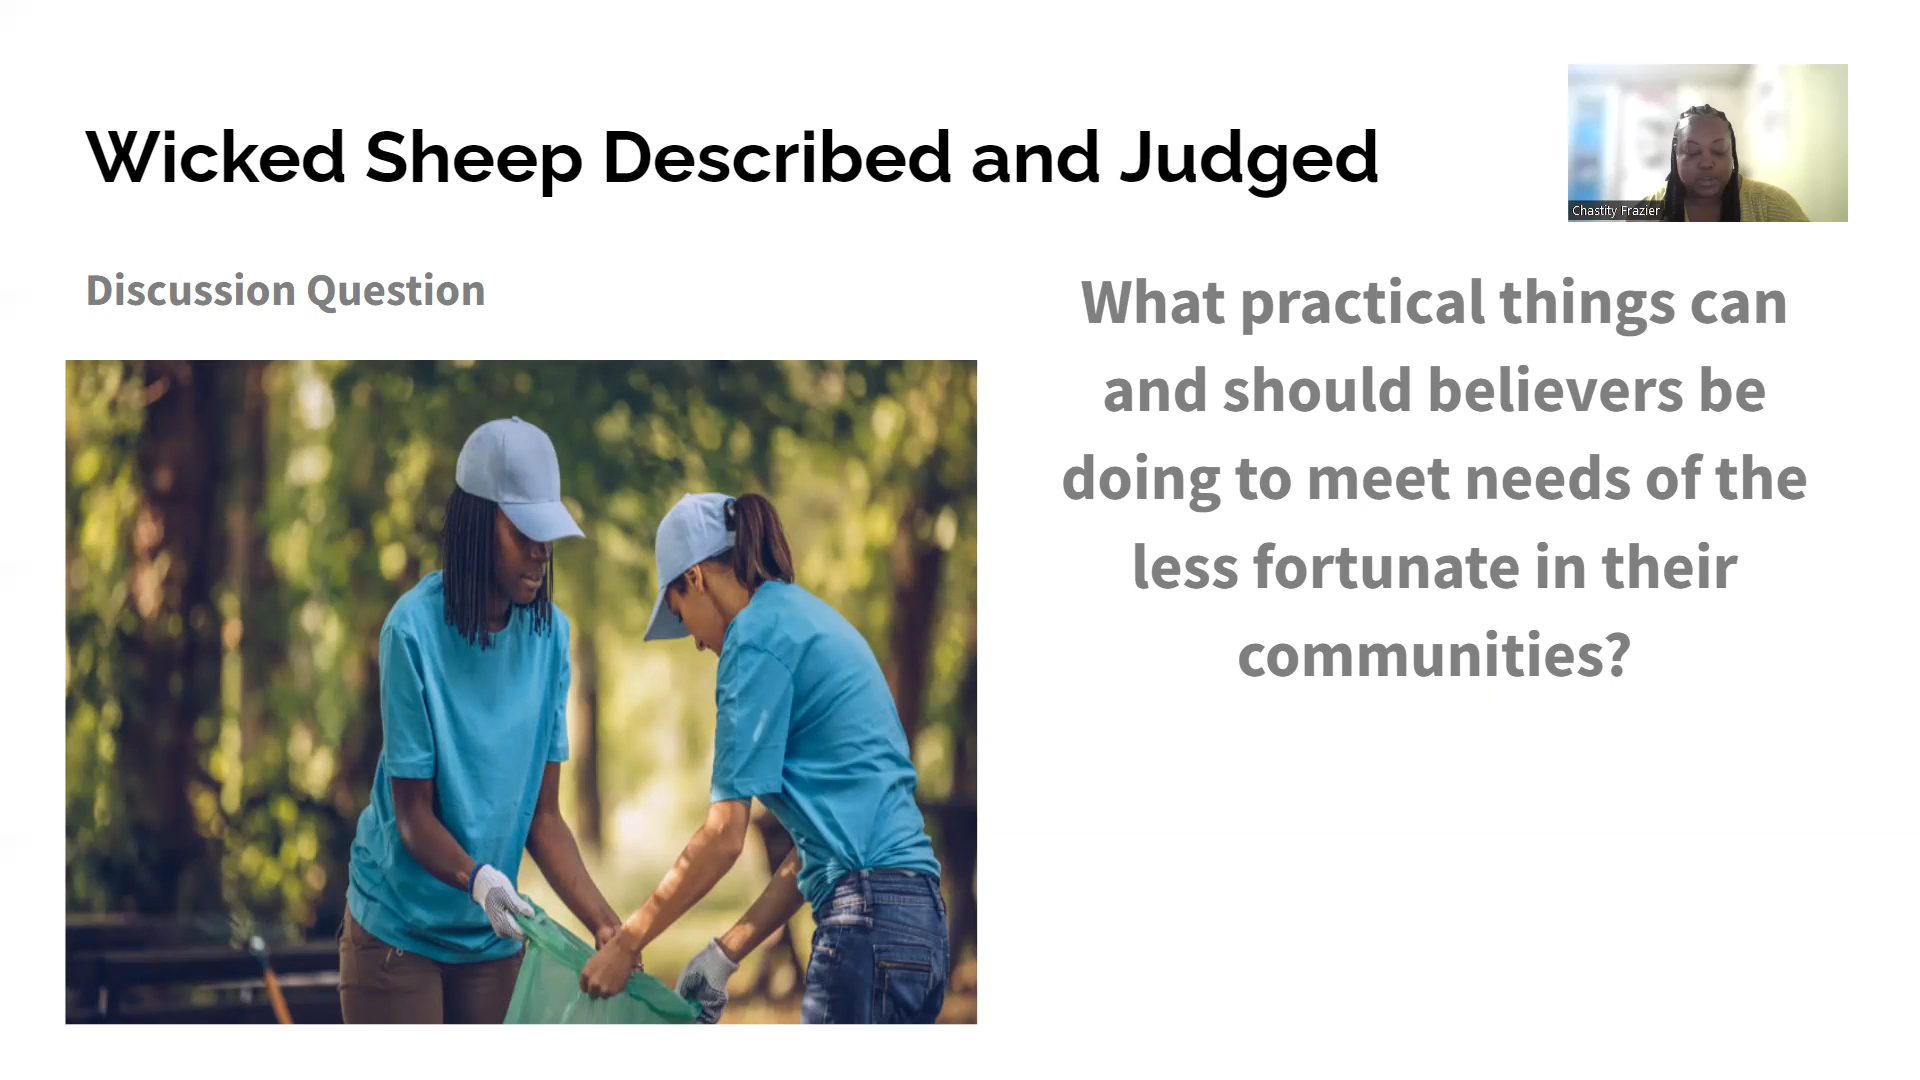 Wicked Sheep Described and Judged
Chastity Frazier
Discussion Question
What practical things can
and should believers be
doing to meet needs of the
less fortunate in their
communities?